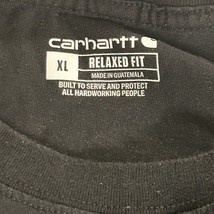 carhartt
XL RELAXED FIT
MADE IN GUATEMALA
BUILT TO SERVE AND PROTECT
ALL HARDWORKING PEOPLE